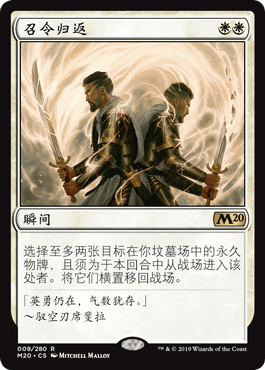 召令归返
瞬间
M20
选择至多两张目标在你坟墓场中的永久
物牌，且须为于本回合中从战场进入该
处者。将它们横置移回战场。
「英勇仍在，气数犹存。」
～驭空刃席斐拉
009/280 R
M20 • CS Mitchell Malloy
™ & © 2019 Wizards of the Coast